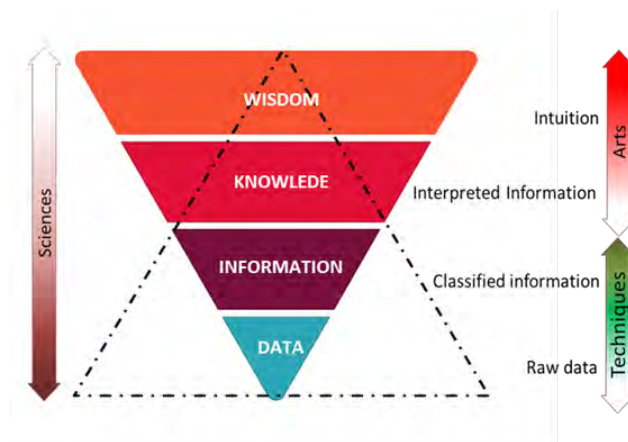 WISDOM
Intuition
KNOWLEDE
Interpreted Information
Arts
Sciences
INFORMATION
Classified information
DATA
Raw data
Techniques